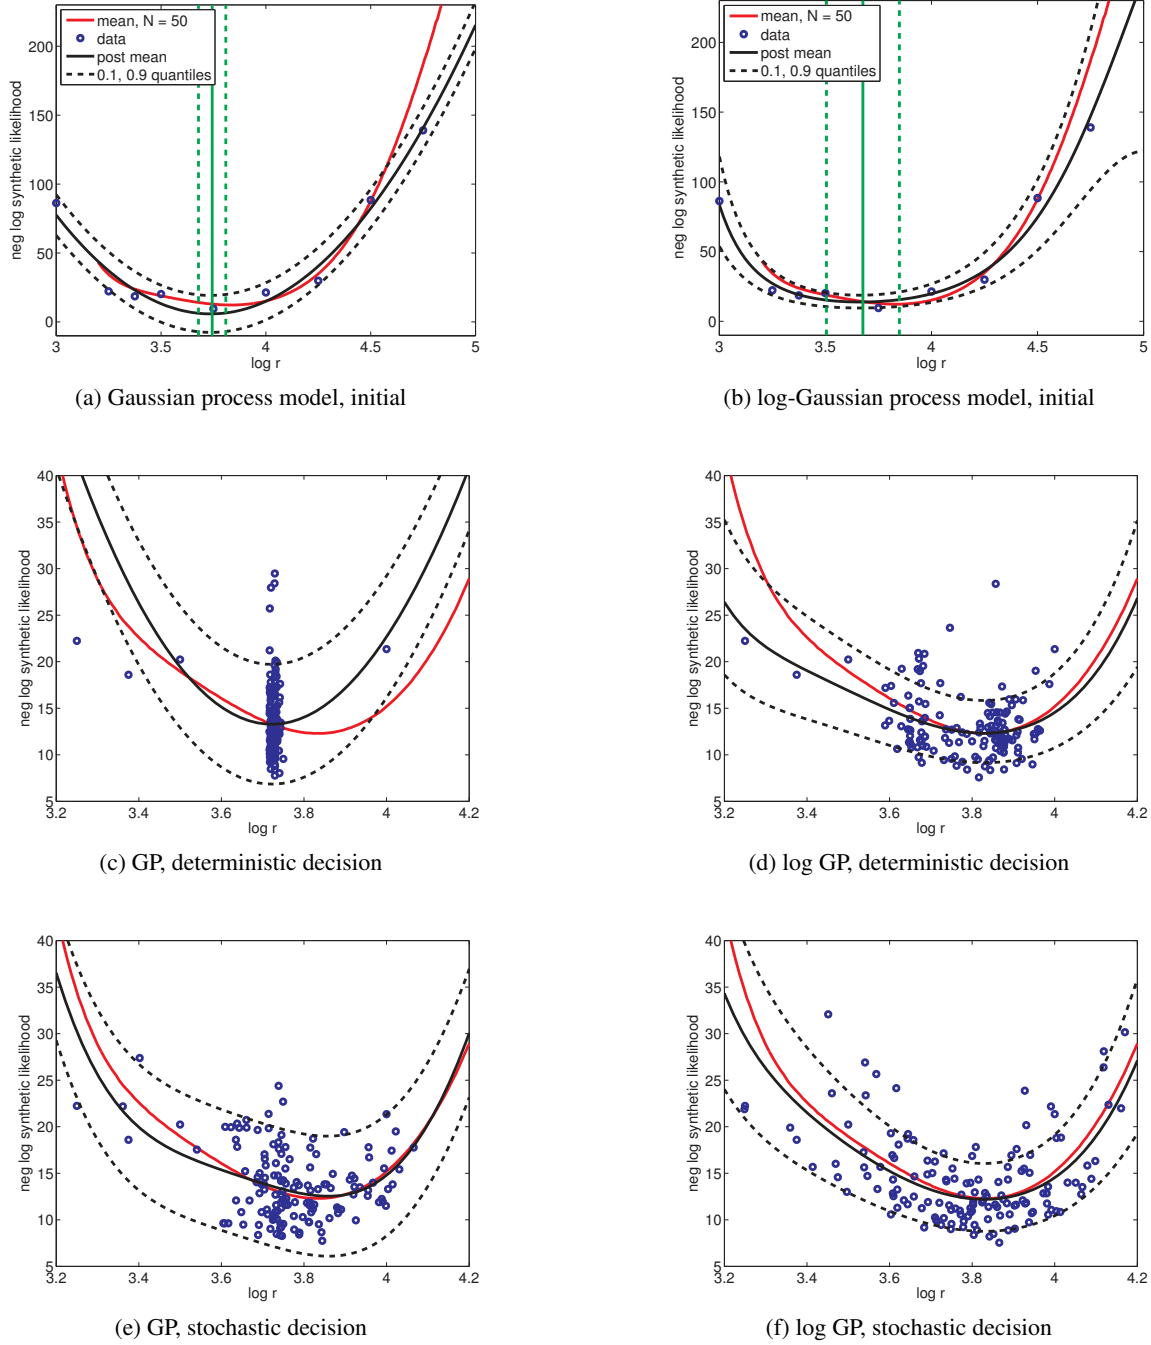 mean, N = 50
data
post mean
0.1, 0.9 quantiles
neg log synthetic likelihood
200
150
100
50
0
3
3.5
4
4.5
5
log r
(a) Gaussian process model, initial
mean, N = 50
data
post mean
0.1, 0.9 quantiles
neg log synthetic likelihood
200
150
100
50
0
3
3.5
4
4.5
5
log r
(b) log-Gaussian process model, initial
neg log synthetic likelihood
40
35
30
25
20
15
10
5
3.2
3.4
3.6
3.8
4
4.2
log r
(c) GP, deterministic decision
neg log synthetic likelihood
40
35
30
25
20
15
10
5
3.2
3.4
3.6
3.8
4
4.2
log r
(d) log GP, deterministic decision
neg log synthetic likelihood
40
35
30
25
20
15
10
5
3.2
3.4
3.6
3.8
4
4.2
log r
(e) GP, stochastic decision
neg log synthetic likelihood
40
35
30
25
20
15
10
5
3.2
3.4
3.6
3.8
4
4.2
log r
(f) log GP, stochastic decision